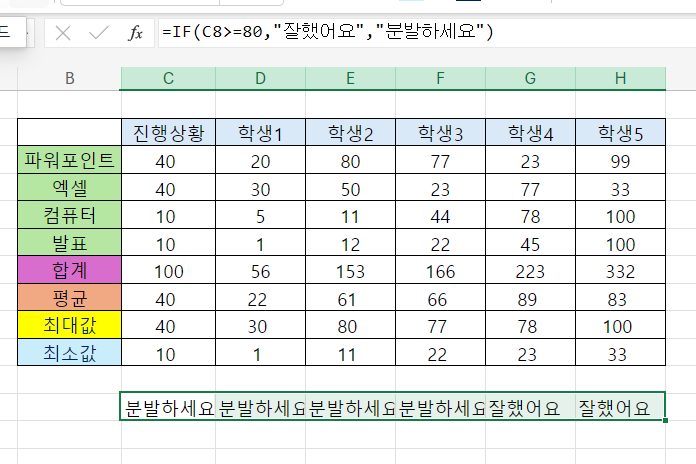 드
fx =IF(C8>=80,"잘했어요","분발하세요")
B C D E F G H
진행상황 학생1 학생2 학생3 학생4 학생5
파워포인트 40 20 80 77 23 99
엑셀 40 30 50 23 77 33
컴퓨터 10 5 11 44 78 100
발표 10 1 12 22 45 100
합계 100 56 153 166 223 332
평균 40 22 61 66 89 83
최대값 40 30 80 77 78 100
최소값 10 1 11 22 23 33
분발하세요 분발하세요 분발하세요 분발하세요 잘했어요 잘했어요